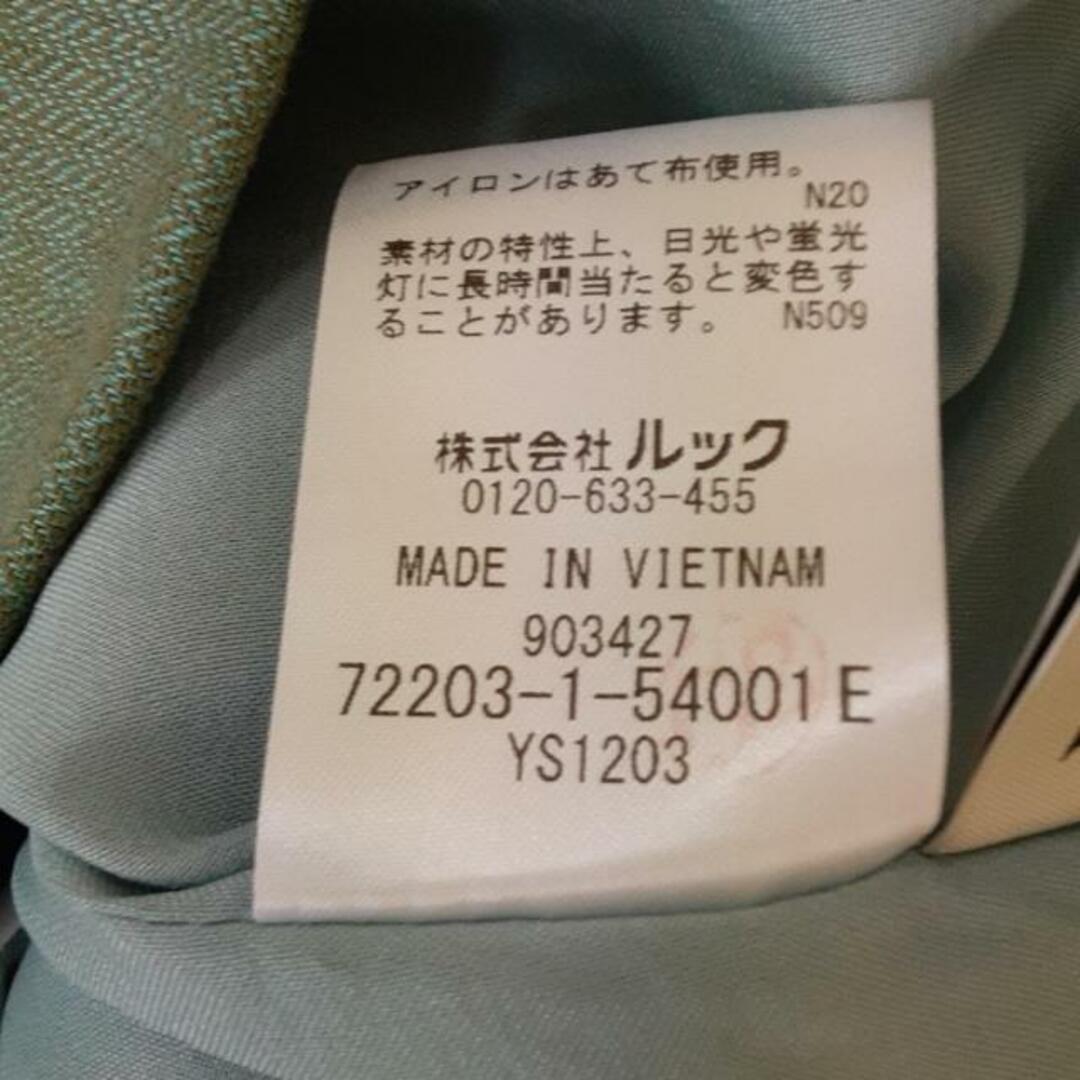 アイロンはあて布使用。
N20
素材の特性上、日光や蛍光
灯に長時間当たると変色す
ることがあります。 N509
株式会社 ルック
0120-633-455
MADE IN VIETNAM
903427
72203-1-54001 E
YS1203